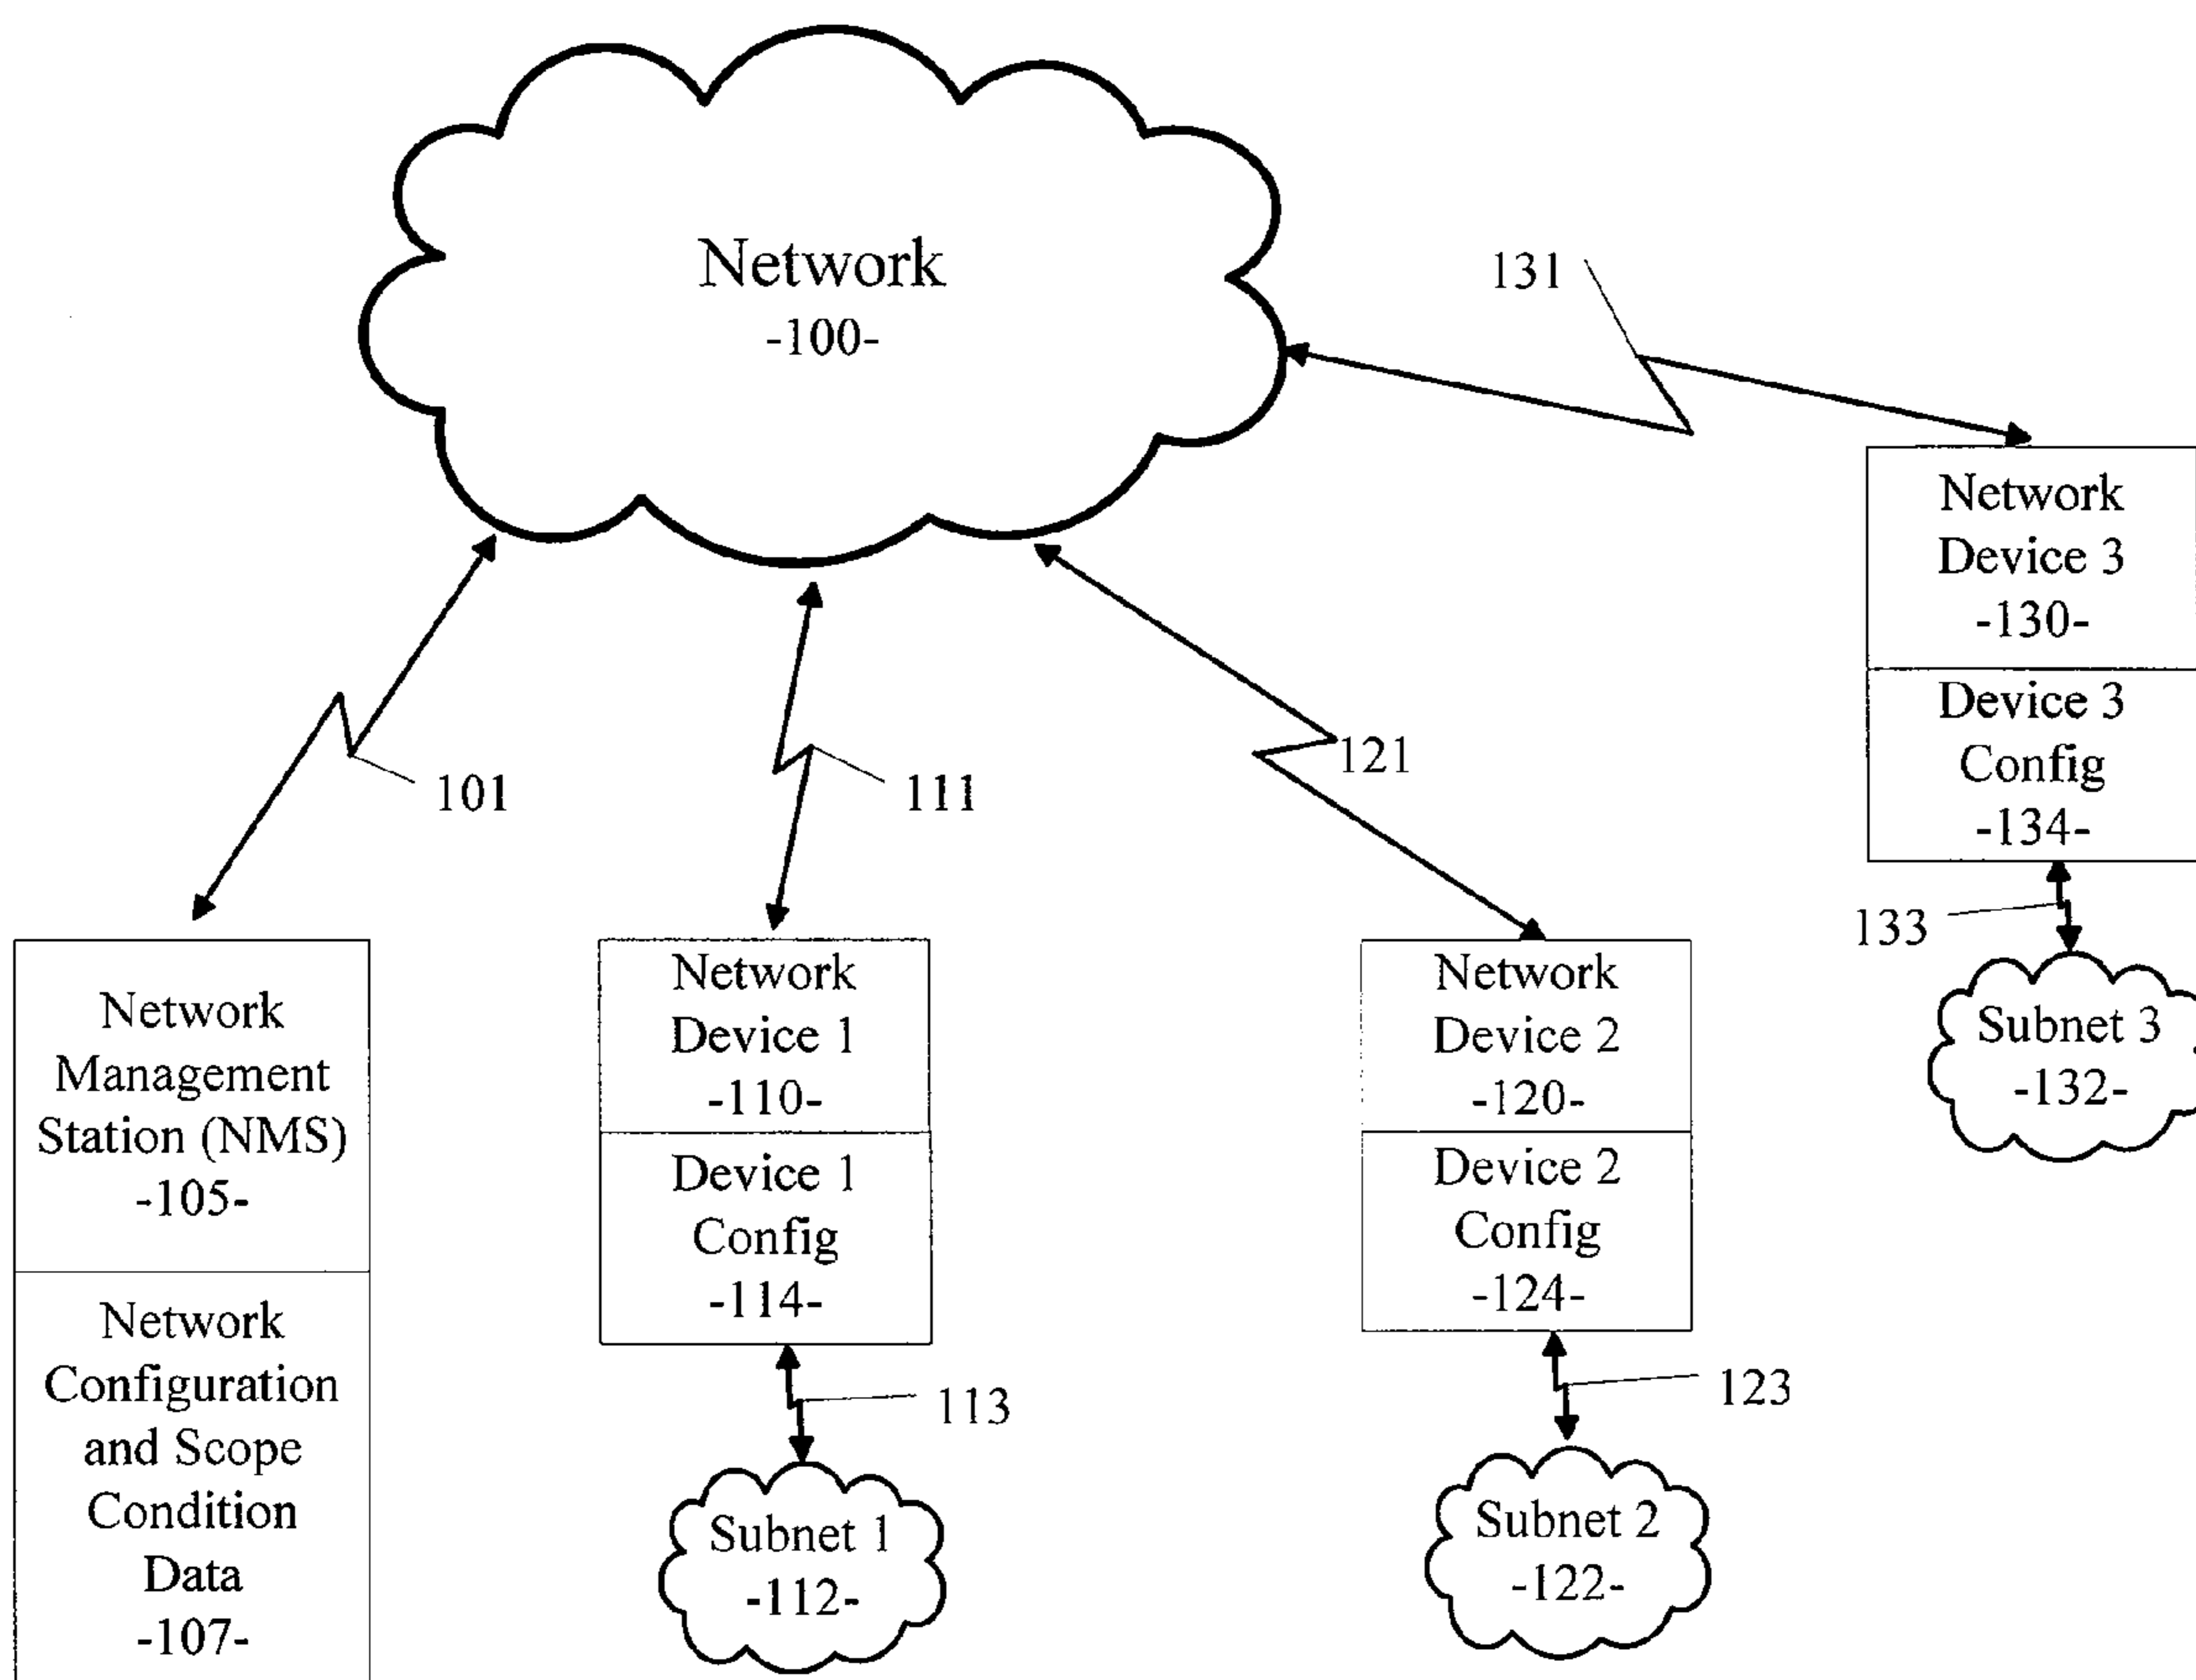 Network
-100-
131
Network
Device 3
-130-
Device 3
Config
-134-
133
Subnet 3
-132-
101
111
121
Network
Management
Station (NMS)
-105-
Network
Configuration
and Scope
Condition
Data
-107-
Network
Device 1
-110-
Device 1
Config
-114-
113
Subnet 1
-112-
Network
Device 2
-120-
Device 2
Config
-124-
123
Subnet 2
-122-